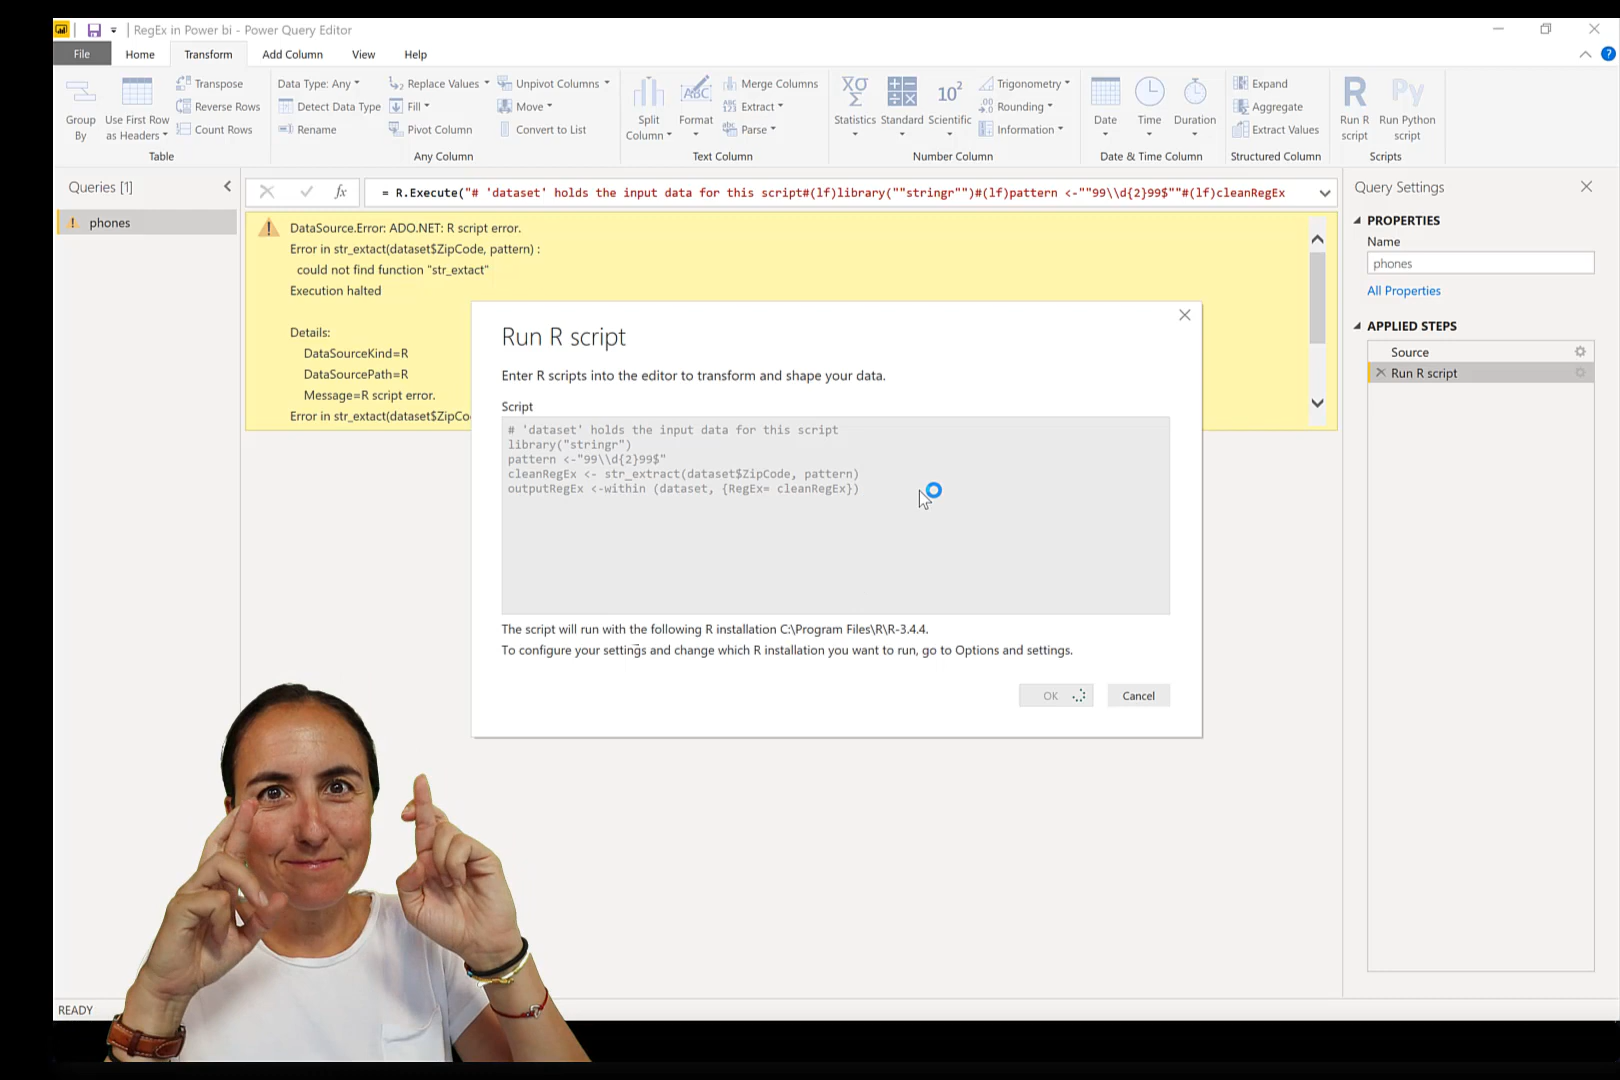 RegEx in Power bi - Power Query Editor
File Home Transform Add Column View Help
Group By
Use First Row as Headers
Transpose
Reverse Rows
Count Rows
Table
Data Type: Any
Detect Data Type
Rename
Replace Values
Fill
Pivot Column
Unpivot Columns
Move
Convert to List
Any Column
Split Column
ABC
Format
Merge Columns
ABC Extract
abc Parse
Text Column
XO Σ
Statistics
Standard
10²
Scientific
Trigonometry
.00 Rounding
Information
Number Column
Date
Time
Duration
Date & Time Column
Expand
Aggregate
Extract Values
Structured Column
R
Run R script
Py
Run Python script
Scripts
Queries [1]
phones
fx
= R.Execute("# 'dataset' holds the input data for this script#(lf)library(""stringr"")#(lf)pattern <-""99\\d{2}99$""#(lf)cleanRegEx
DataSource.Error: ADO.NET: R script error.
Error in str_extact(dataset$ZipCode, pattern) :
could not find function "str_extact"
Execution halted
Details:
DataSourceKind=R
DataSourcePath=R
Message=R script error.
Error in str_extact(dataset$ZipCo
Run R script
Enter R scripts into the editor to transform and shape your data.
Script
# 'dataset' holds the input data for this script
library("stringr")
pattern <-"99\\d{2}99$"
cleanRegEx <- str_extract(dataset$ZipCode, pattern)
outputRegEx <-within (dataset, {RegEx= cleanRegEx})
The script will run with the following R installation C:\Program Files\R\R-3.4.4.
To configure your settings and change which R installation you want to run, go to Options and settings.
OK Cancel
Query Settings
PROPERTIES
Name
phones
All Properties
APPLIED STEPS
Source
Run R script
READY